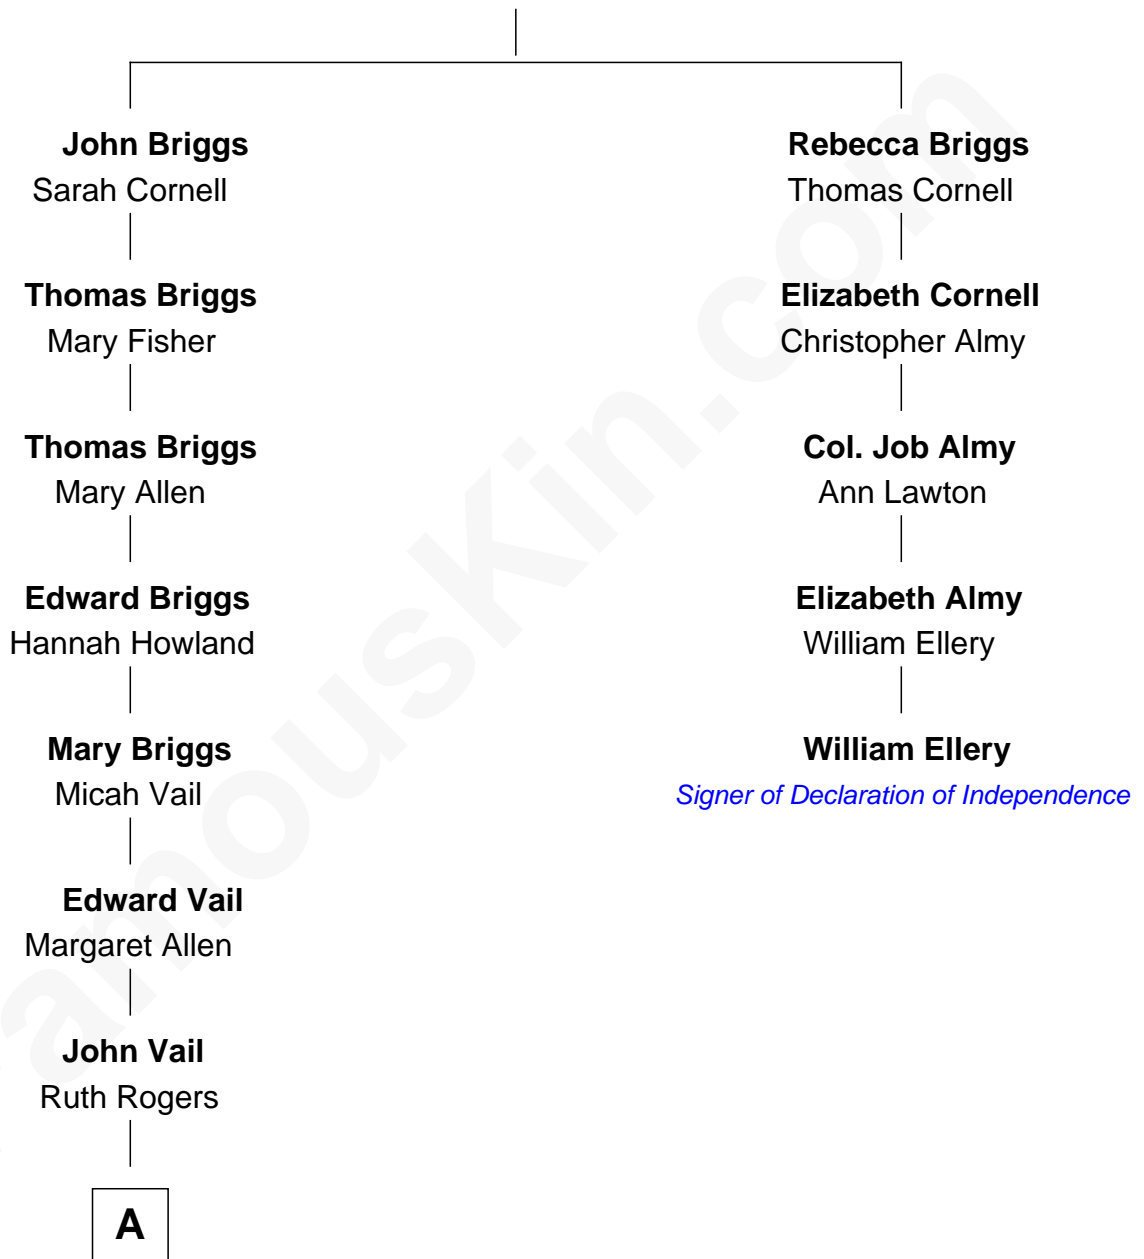 John Briggs
Sarah Cornell
Thomas Briggs
Mary Fisher
Thomas Briggs
Mary Allen
Edward Briggs
Hannah Howland
Mary Briggs
Micah Vail
Edward Vail
Margaret Allen
John Vail
Ruth Rogers
A
Rebecca Briggs
Thomas Cornell
Elizabeth Cornell
Christopher Almy
Col. Job Almy
Ann Lawton
Elizabeth Almy
William Ellery
William Ellery
Signer of Declaration of Independence
amouskin.com